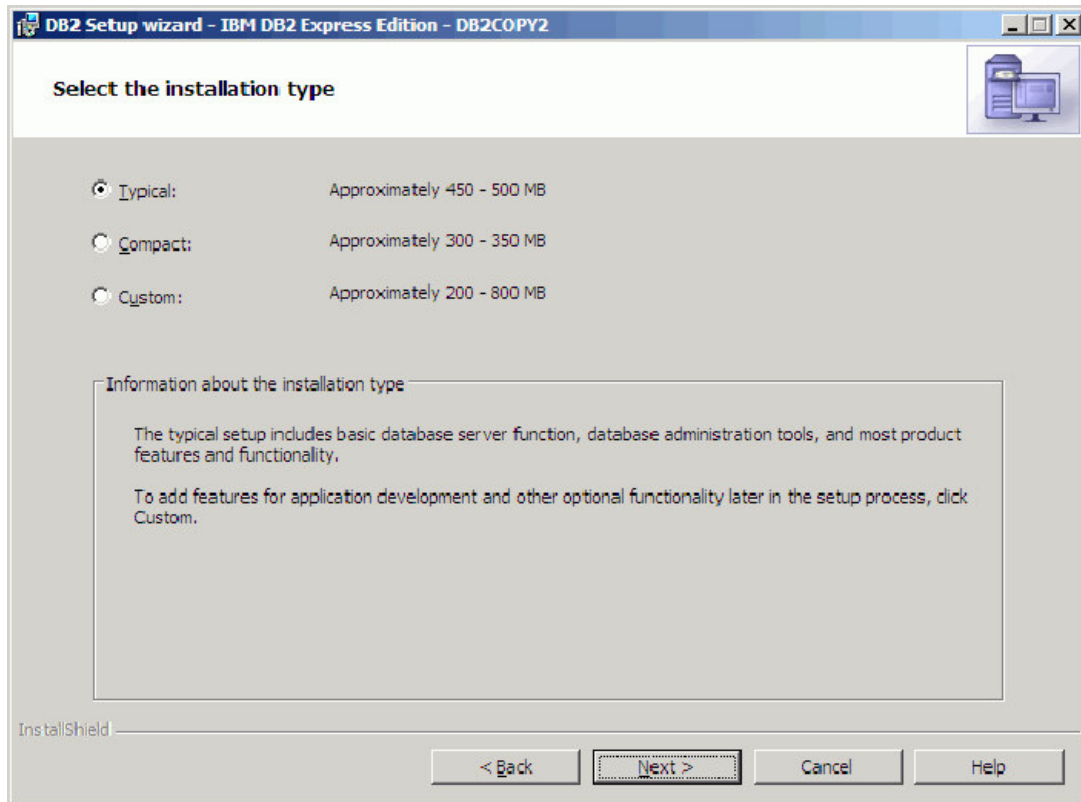 DB2 Setup wizard - IBM DB2 Express Edition - DB2COPY2
Select the installation type
Typical: Approximately 450 - 500 MB
Compact: Approximately 300 - 350 MB
Custom: Approximately 200 - 800 MB
Information about the installation type
The typical setup includes basic database server function, database administration tools, and most product
features and functionality.
To add features for application development and other optional functionality later in the setup process, click
Custom.
InstallShield
< Back Next > Cancel Help